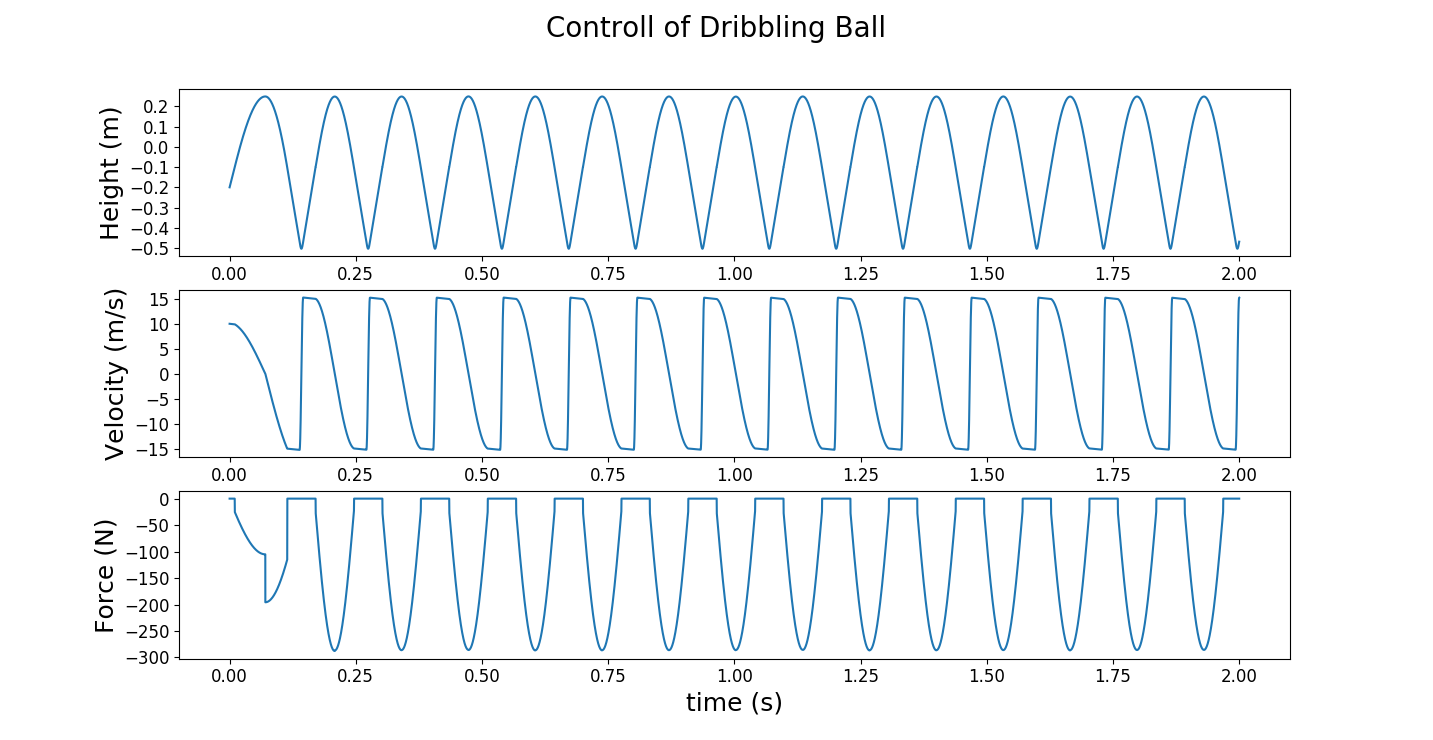 Controll of Dribbling Ball
Height (m)
0.2
0.1
0.0
−0.1
−0.2
−0.3
−0.4
−0.5
0.00 0.25 0.50 0.75 1.00 1.25 1.50 1.75 2.00
Velocity (m/s)
15
10
5
0
−5
−10
−15
0.00 0.25 0.50 0.75 1.00 1.25 1.50 1.75 2.00
Force (N)
0
−50
−100
−150
−200
−250
−300
0.00 0.25 0.50 0.75 1.00 1.25 1.50 1.75 2.00
time (s)